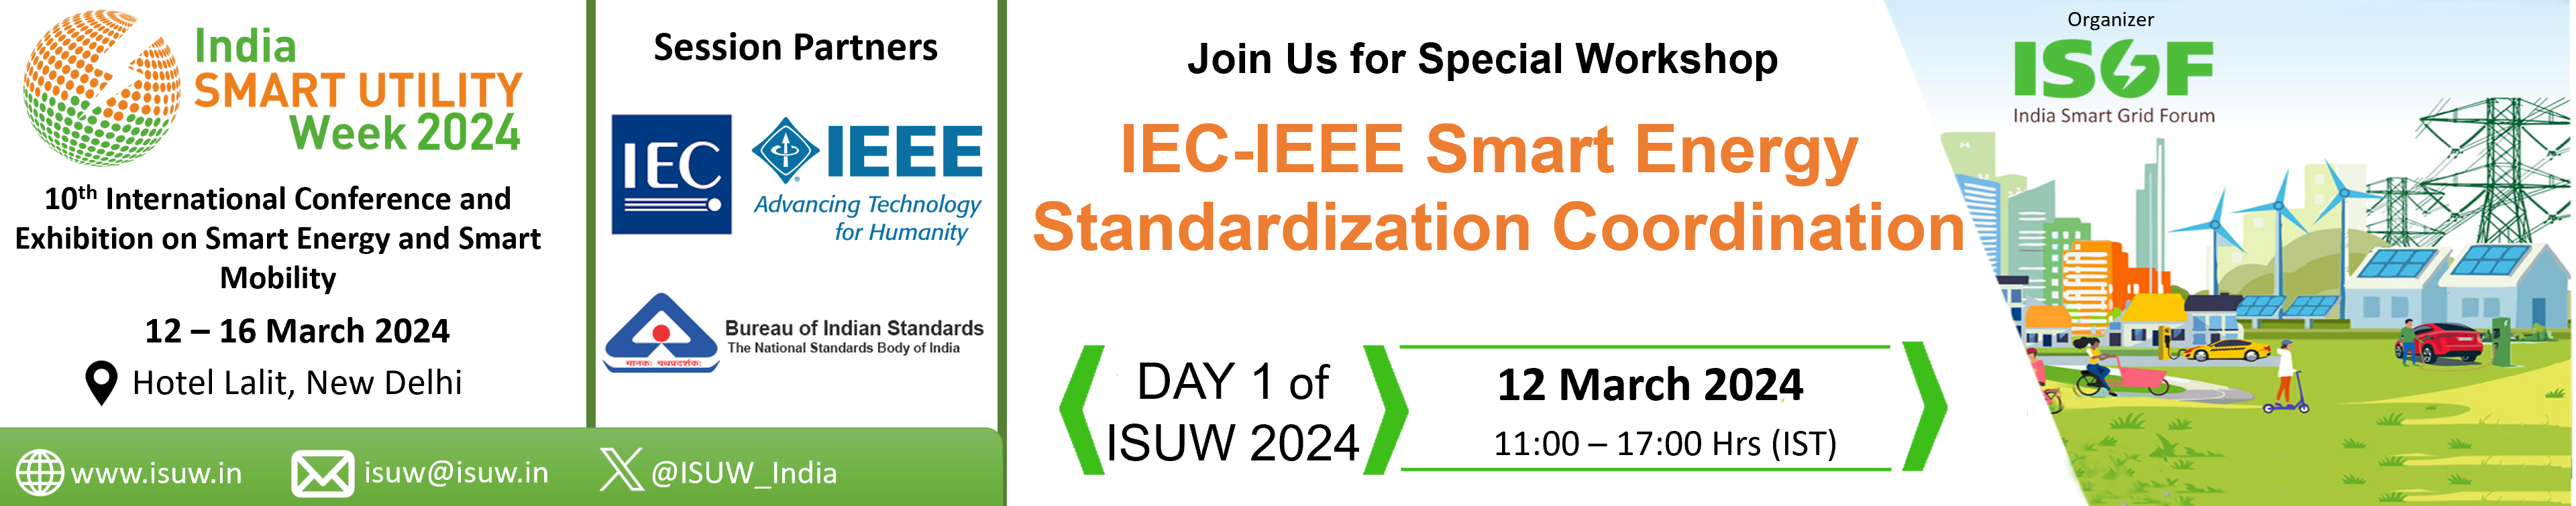 India
SMART UTILITY
Week 2024
10th International Conference and
Exhibition on Smart Energy and Smart
Mobility
12 – 16 March 2024
Hotel Lalit, New Delhi
www.isuw.in
isuw@isuw.in
@ISUW_India
Session Partners
IEC
IEEE
Advancing Technology
for Humanity
मानकः पथप्रदर्शकः
Bureau of Indian Standards
The National Standards Body of India
Join Us for Special Workshop
IEC-IEEE Smart Energy
Standardization Coordination
DAY 1 of
ISUW 2024
12 March 2024
11:00 – 17:00 Hrs (IST)
Organizer
ISGF
India Smart Grid Forum